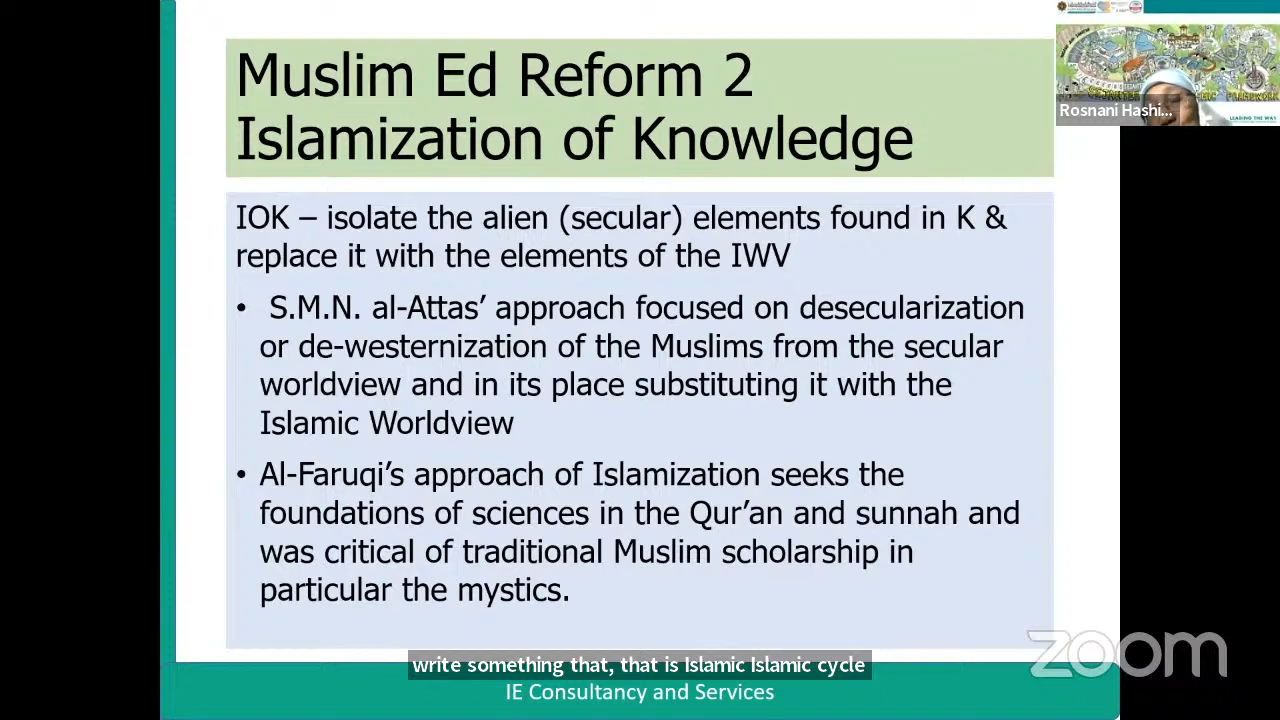 Muslim Ed Reform 2
Islamization of Knowledge
IOK – isolate the alien (secular) elements found in K &
replace it with the elements of the IWV
• S.M.N. al-Attas’ approach focused on desecularization
or de-westernization of the Muslims from the secular
worldview and in its place substituting it with the
Islamic Worldview
• Al-Faruqi’s approach of Islamization seeks the
foundations of sciences in the Qur’an and sunnah and
was critical of traditional Muslim scholarship in
particular the mystics.
Rosnani Hashi...
LEADING THE WAY
zoom
write something that, that is Islamic Islamic cycle
IE Consultancy and Services